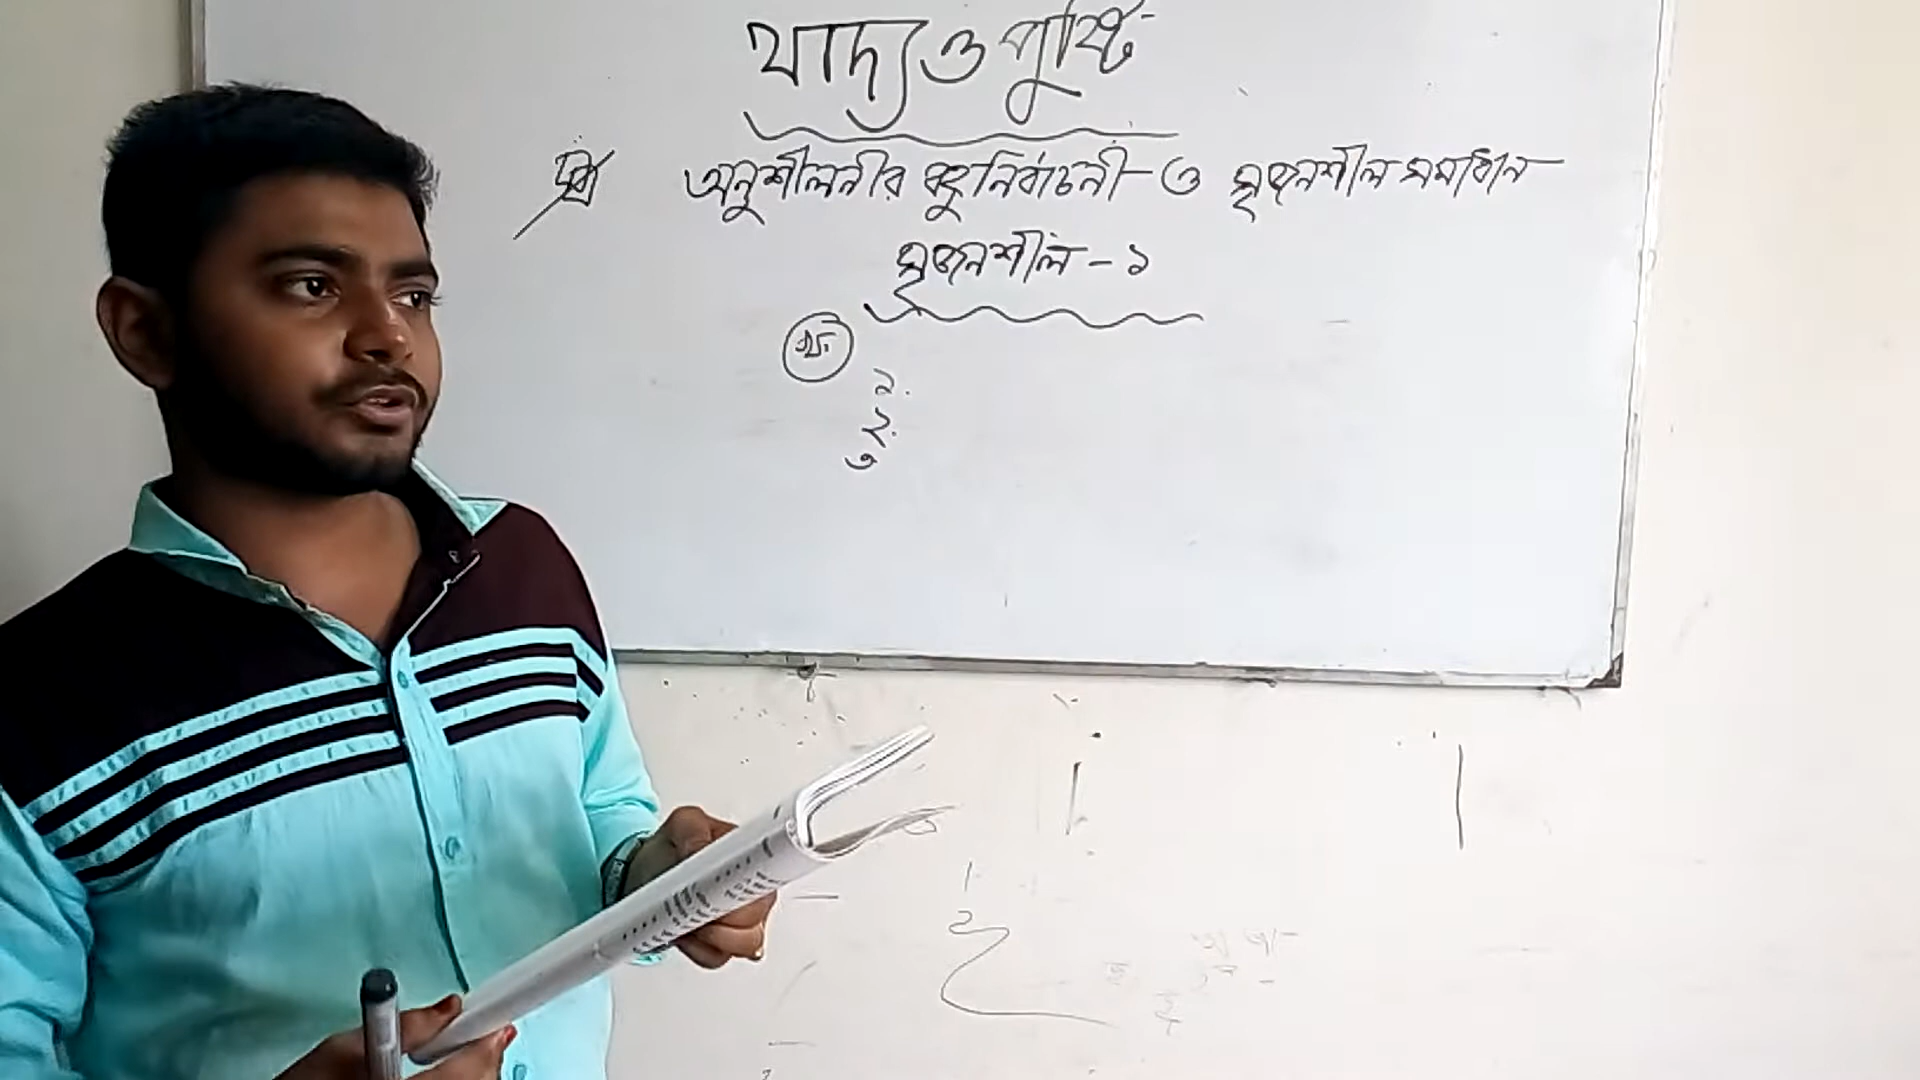 খাদ্য ও পুষ্টি
অনুশীলনীর বহুনির্বাচনী ও সৃজনশীল সমাধান
সৃজনশীল - ১
খ.
১.
২.
৩